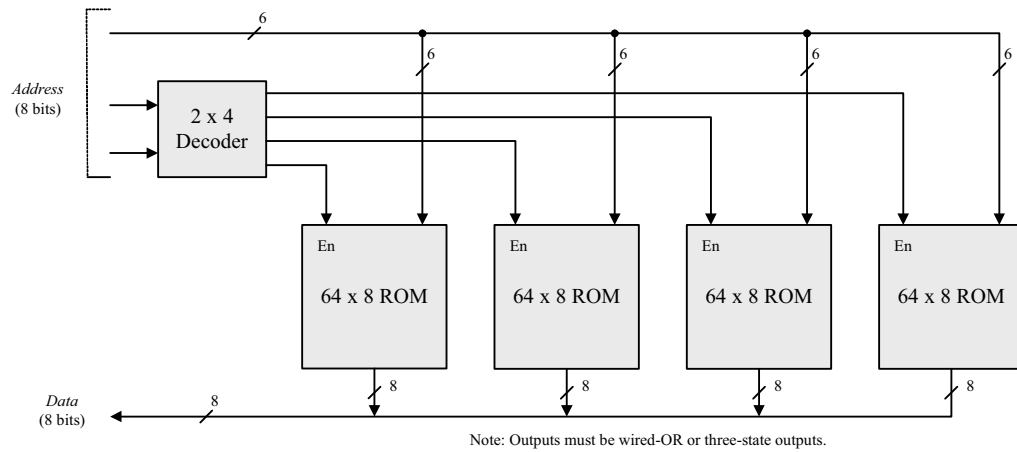 6
6
6
6
6
Address
(8 bits)
2 x 4
Decoder
En
En
En
En
64 x 8 ROM
64 x 8 ROM
64 x 8 ROM
64 x 8 ROM
8
8
8
8
Data
(8 bits)
8
Note: Outputs must be wired-OR or three-state outputs.